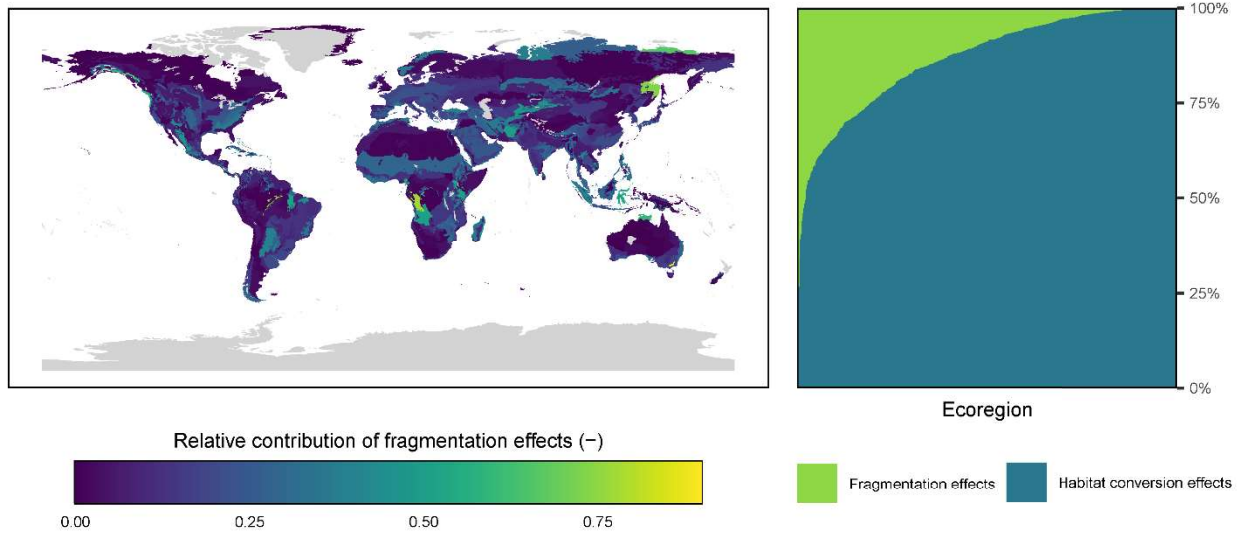 100%
75%
50%
25%
0%
Ecoregion
Relative contribution of fragmentation effects (−)
0.00 0.25 0.50 0.75
Fragmentation effects Habitat conversion effects